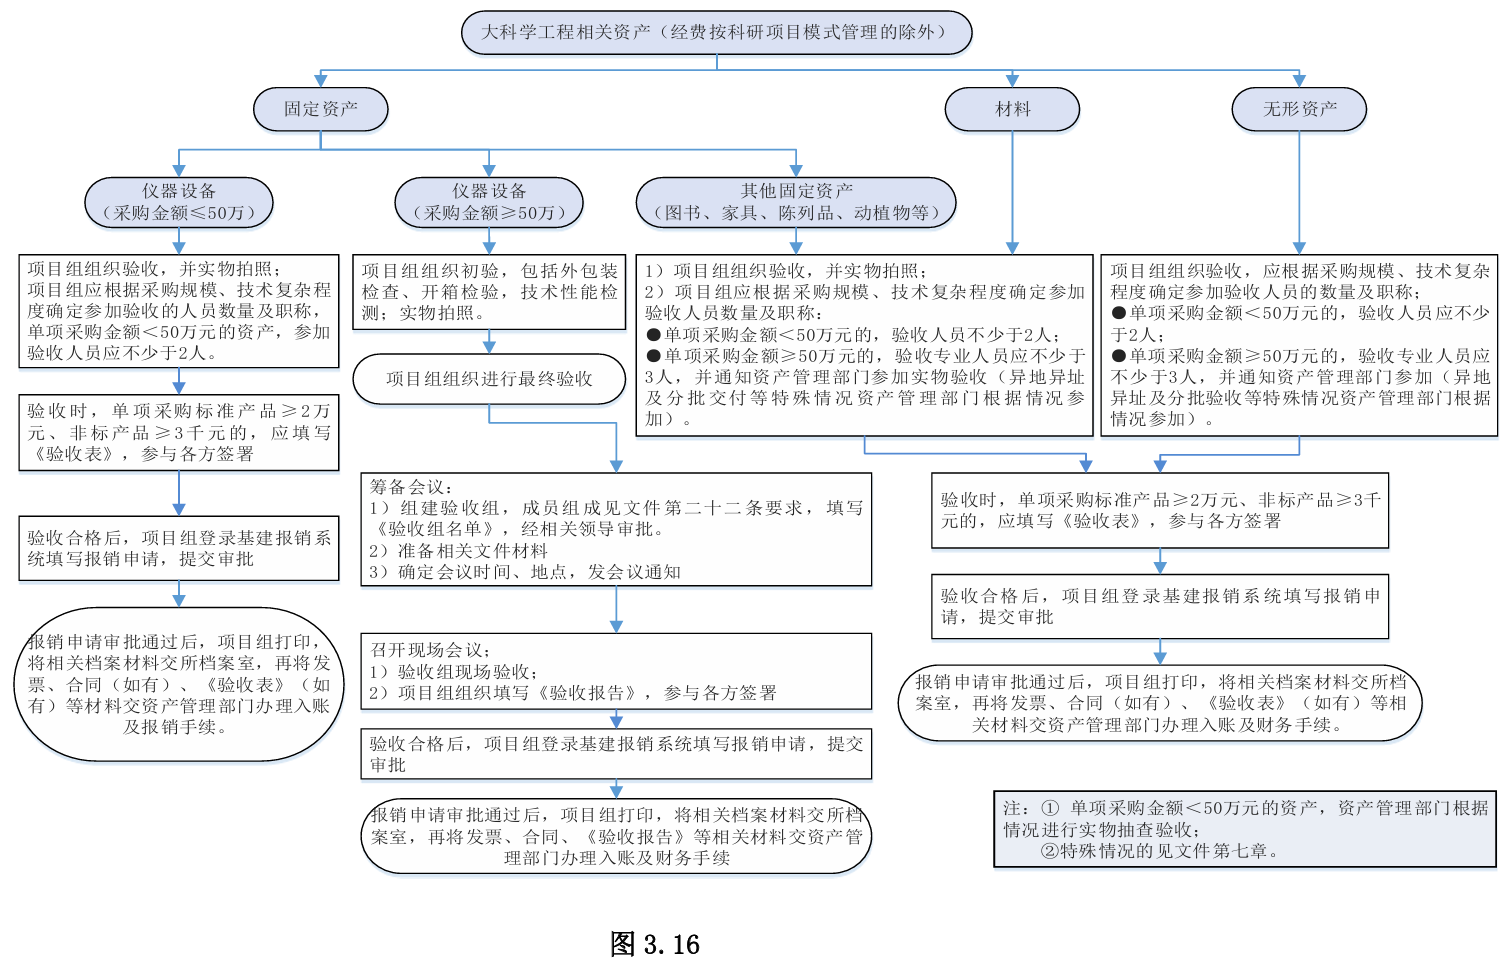 大科学工程相关资产（经费按科研项目模式管理的除外）
固定资产
材料
无形资产
仪器设备
（采购金额≤50万）
仪器设备
（采购金额≥50万）
其他固定资产
（图书、家具、陈列品、动植物等）
项目组组织验收，并实物拍照；
项目组应根据采购规模、技术复杂程
度确定参加验收的人员数量及职称，
单项采购金额＜50万元的资产，参加
验收人员应不少于2人。
验收时，单项采购标准产品≥2万
元、非标产品≥3千元的，应填写
《验收表》，参与各方签署
验收合格后，项目组登录基建报销系
统填写报销申请，提交审批
报销申请审批通过后，项目组打印，
将相关档案材料交所档案室，再将发
票、合同（如有）、《验收表》（如
有）等材料交资产管理部门办理入账
及报销手续。
项目组组织初验，包括外包装
检查、开箱检验，技术性能检
测；实物拍照。
项目组组织进行最终验收
筹备会议：
1）组建验收组，成员组成见文件第二十二条要求，填写
《验收组名单》，经相关领导审批。
2）准备相关文件材料
3）确定会议时间、地点，发会议通知
召开现场会议；
1）验收组现场验收；
2）项目组组织填写《验收报告》，参与各方签署
验收合格后，项目组登录基建报销系统填写报销申请，提交
审批
报销申请审批通过后，项目组打印，将相关档案材料交所档
案室，再将发票、合同、《验收报告》等相关材料交资产管
理部门办理入账及财务手续
1）项目组组织验收，并实物拍照；
2）项目组应根据采购规模、技术复杂程度确定参加
验收人员数量及职称：
●单项采购金额＜50万元的，验收人员不少于2人；
●单项采购金额≥50万元的，验收专业人员应不少于
3人，并通知资产管理部门参加实物验收（异地异址
及分批交付等特殊情况资产管理部门根据情况参
加）。
项目组组织验收，应根据采购规模、技术复杂
程度确定参加验收人员的数量及职称；
●单项采购金额＜50万元的，验收人员应不少
于2人；
●单项采购金额≥50万元的，验收专业人员应
不少于3人，并通知资产管理部门参加（异地
异址及分批验收等特殊情况资产管理部门根据
情况参加）。
验收时，单项采购标准产品≥2万元、非标产品≥3千
元的，应填写《验收表》，参与各方签署
验收合格后，项目组登录基建报销系统填写报销申
请，提交审批
报销申请审批通过后，项目组打印，将相关档案材料交所档
案室，再将发票、合同（如有）、《验收表》（如有）等相
关材料交资产管理部门办理入账及财务手续。
注：① 单项采购金额＜50万元的资产，资产管理部门根据
情况进行实物抽查验收；
②特殊情况的见文件第七章。
图 3.16